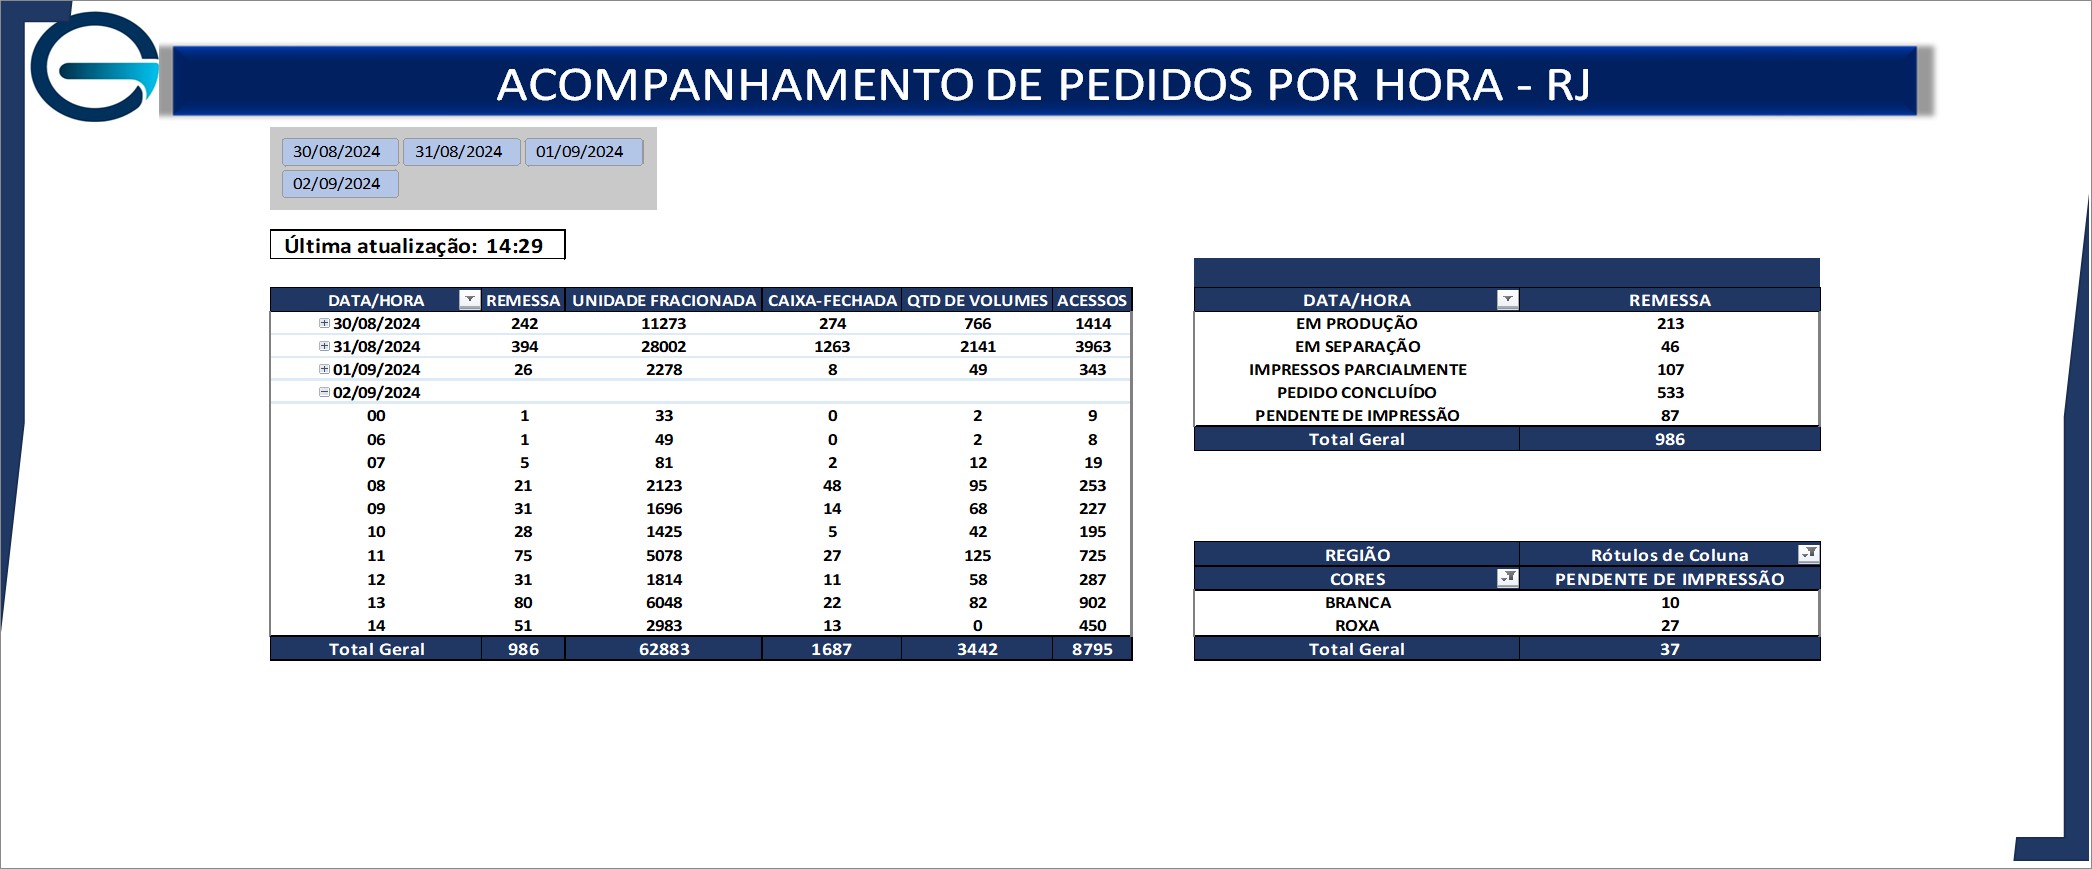 ACOMPANHAMENTO DE PEDIDOS POR HORA - RJ
30/08/2024 31/08/2024 01/09/2024
02/09/2024
Última atualização: 14:29
DATA/HORA REMESSA UNIDADE FRACIONADA CAIXA-FECHADA QTD DE VOLUMES ACESSOS
30/08/2024 242 11273 274 766 1414
31/08/2024 394 28002 1263 2141 3963
01/09/2024 26 2278 8 49 343
02/09/2024
00 1 33 0 2 9
06 1 49 0 2 8
07 5 81 2 12 19
08 21 2123 48 95 253
09 31 1696 14 68 227
10 28 1425 5 42 195
11 75 5078 27 125 725
12 31 1814 11 58 287
13 80 6048 22 82 902
14 51 2983 13 0 450
Total Geral 986 62883 1687 3442 8795
DATA/HORA REMESSA
EM PRODUÇÃO 213
EM SEPARAÇÃO 46
IMPRESSOS PARCIALMENTE 107
PEDIDO CONCLUÍDO 533
PENDENTE DE IMPRESSÃO 87
Total Geral 986
REGIÃO Rótulos de Coluna
CORES PENDENTE DE IMPRESSÃO
BRANCA 10
ROXA 27
Total Geral 37